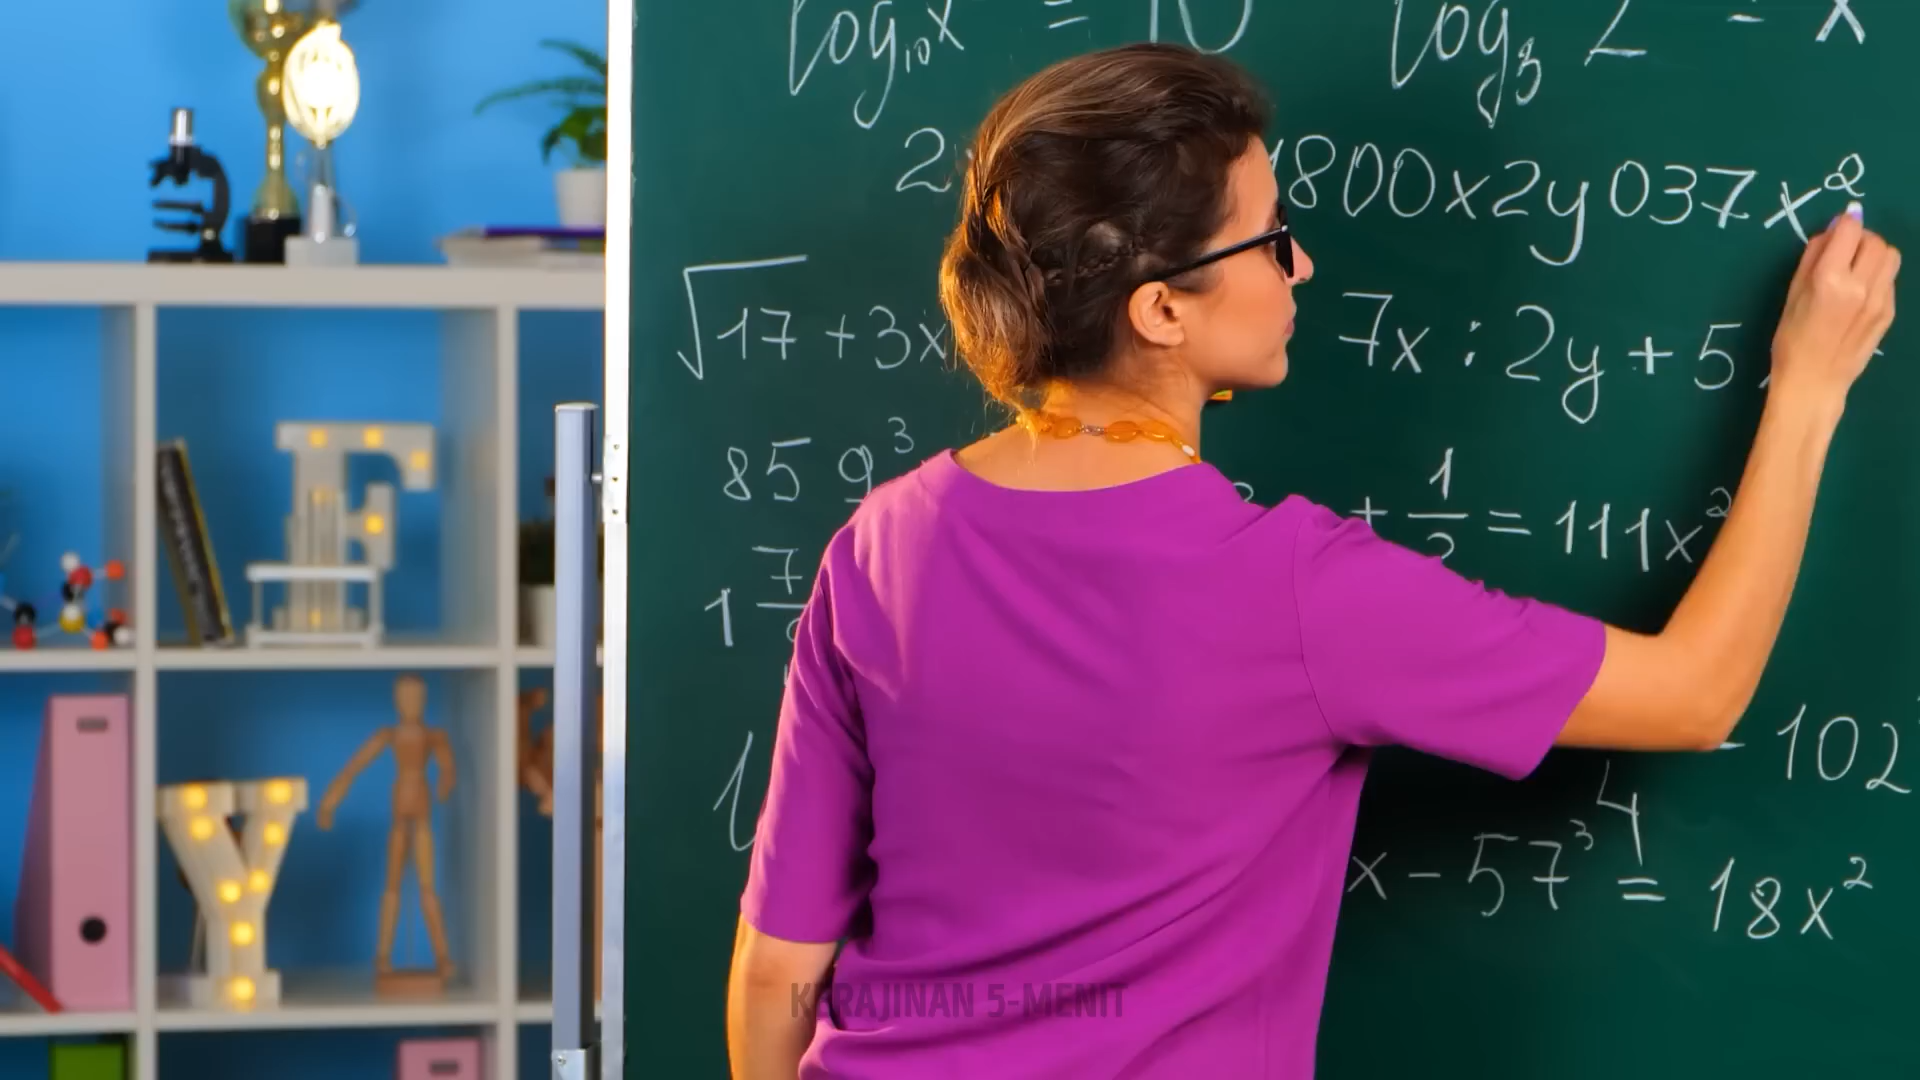 log₁₀x = 10 log₃ 2 = x
2 1800x2y037x²
√17 + 3x 7x : 2y + 5
85 9³ + 1/2 = 111x²
1 7
- 102
4
x - 57³ = 18x²
F
Y
KERAJINAN 5-MENIT